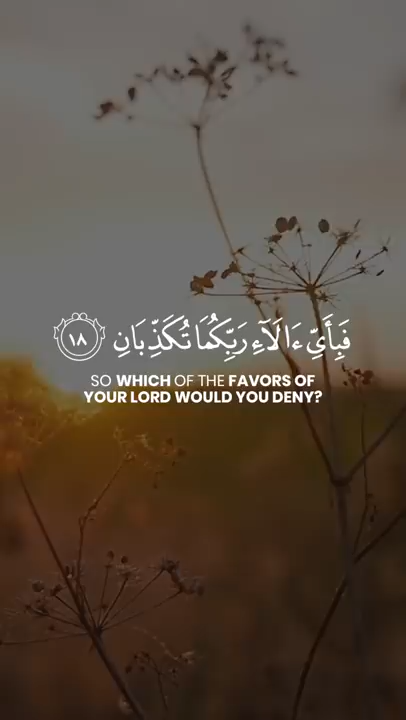 فَبِأَيِّ ءَالَآءِ رَبِّكُمَا تُكَذِّبَانِ ١٨
SO WHICH OF THE FAVORS OF
YOUR LORD WOULD YOU DENY?